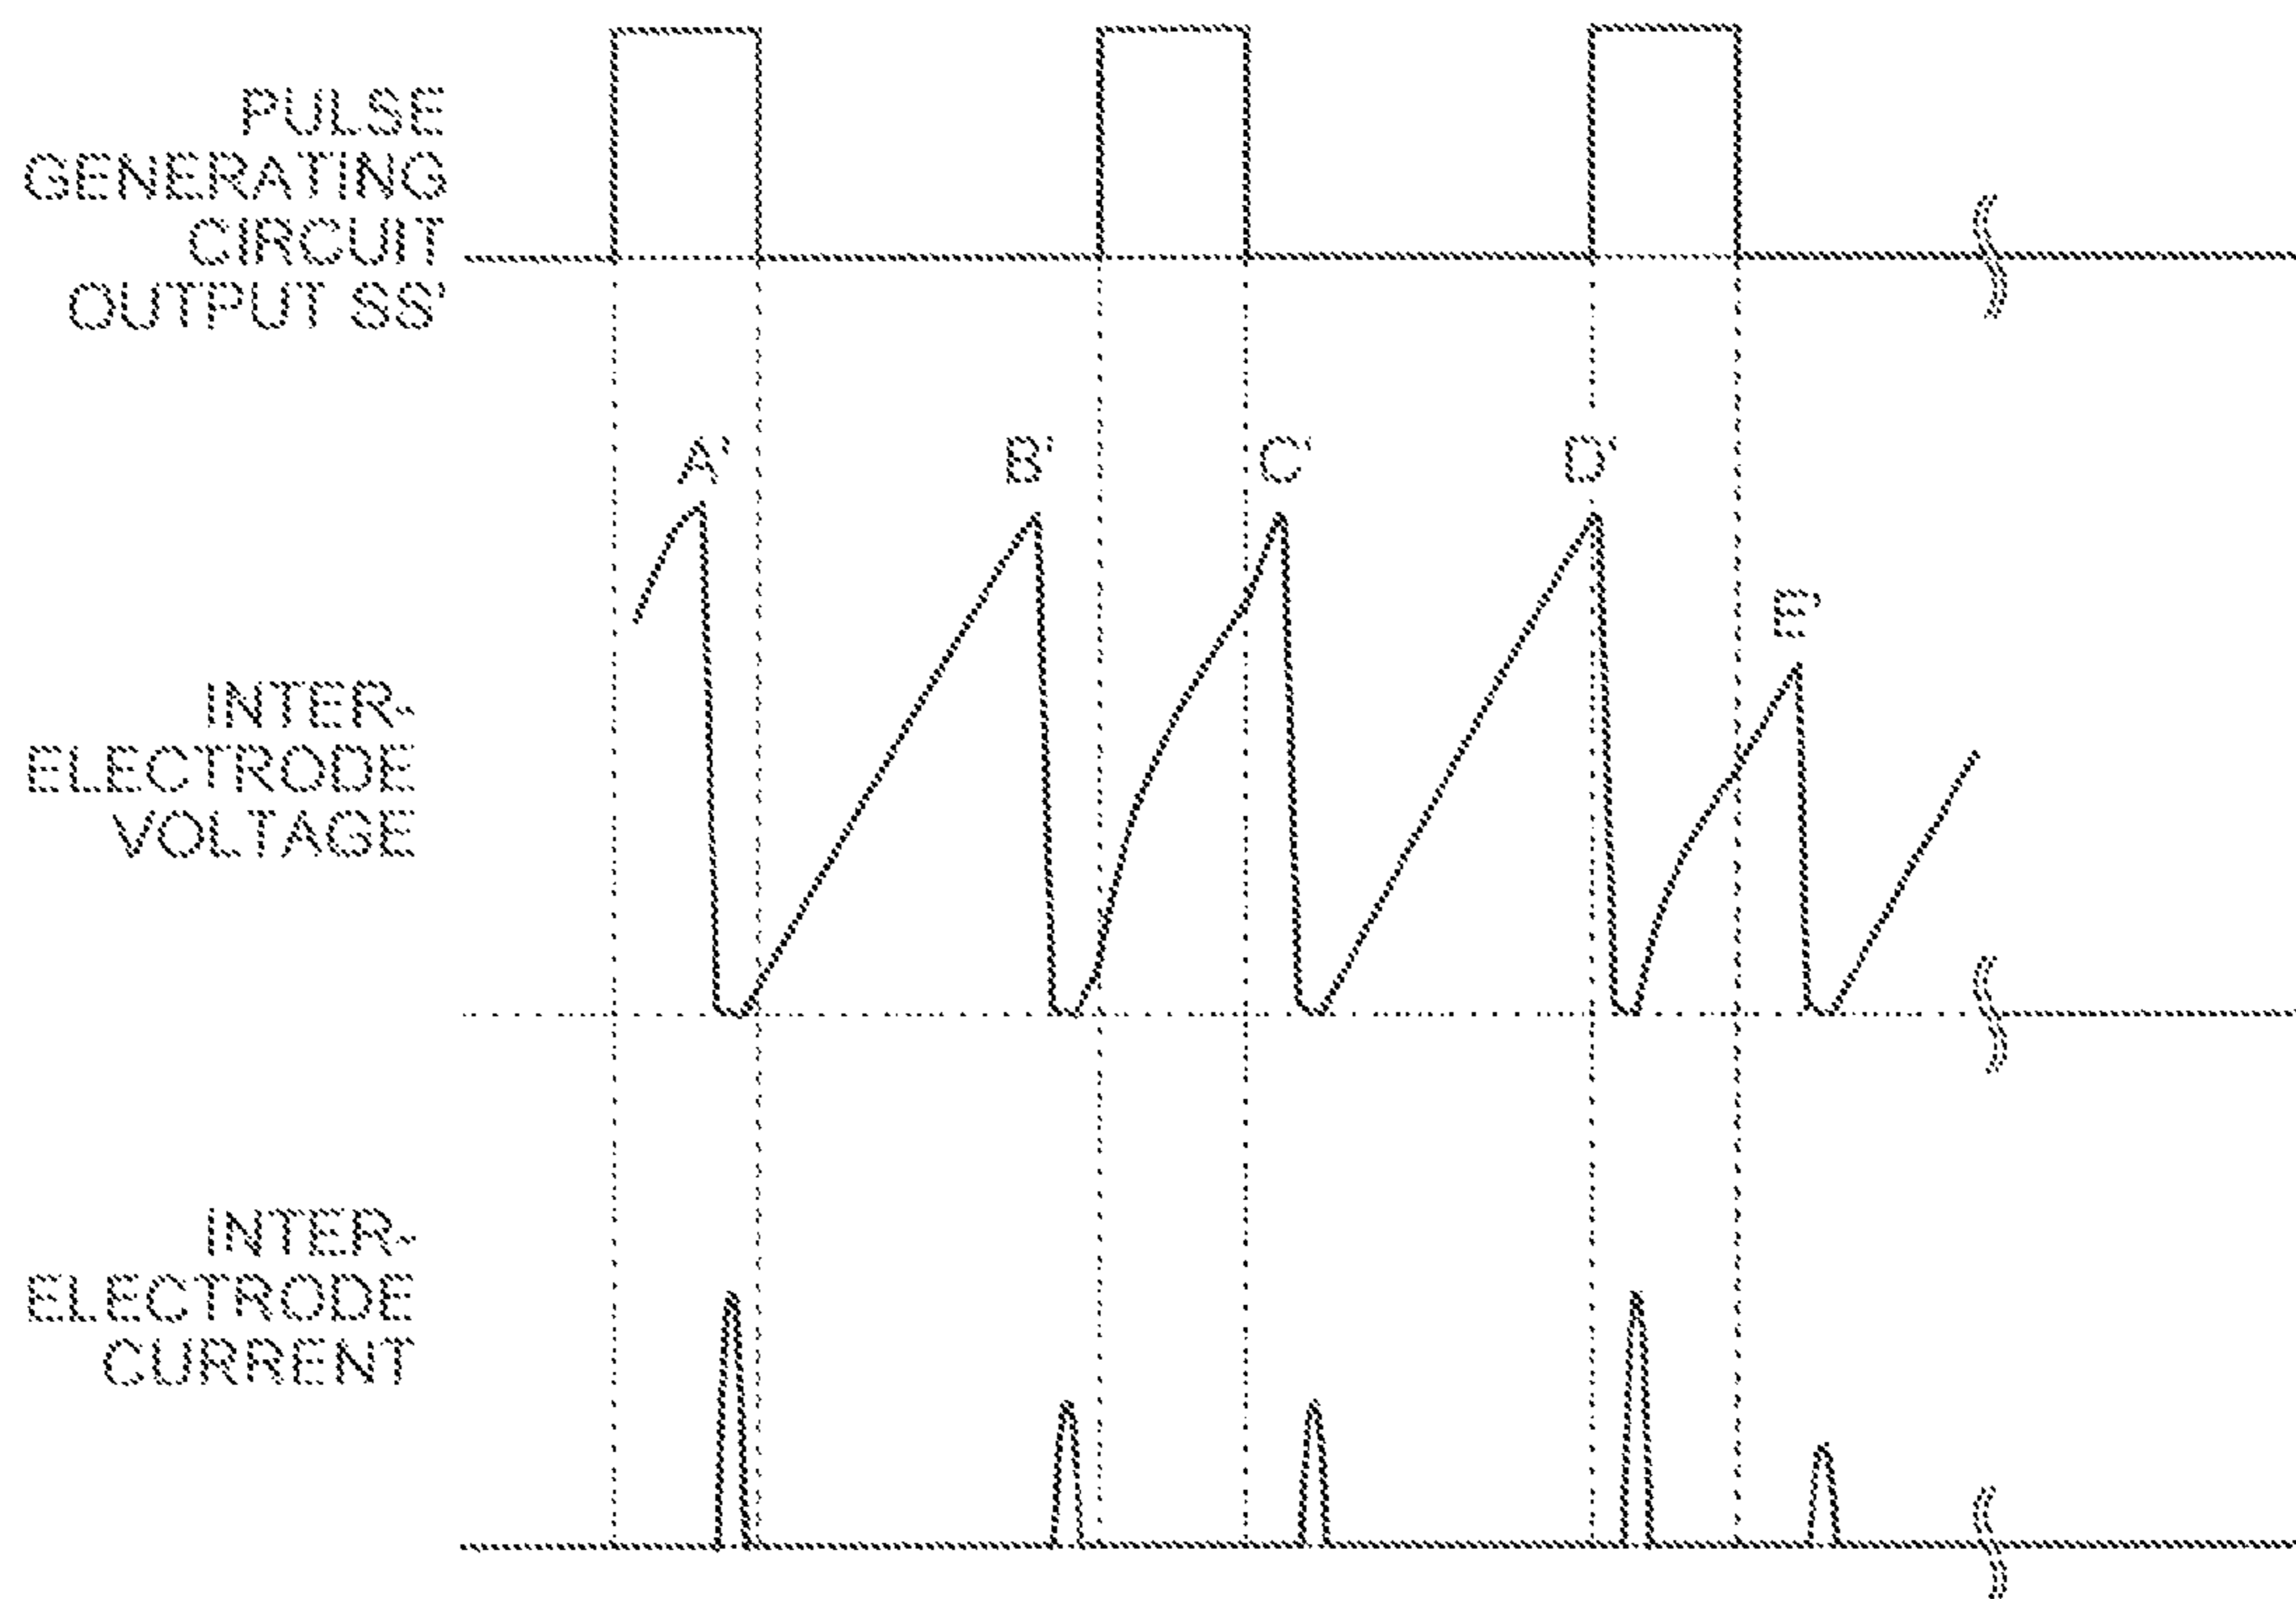 PULSE
GENERATING
CIRCUIT
OUTPUT SS'
A'
B'
C'
D'
E'
INTER-
ELECTRODE
VOLTAGE
INTER-
ELECTRODE
CURRENT